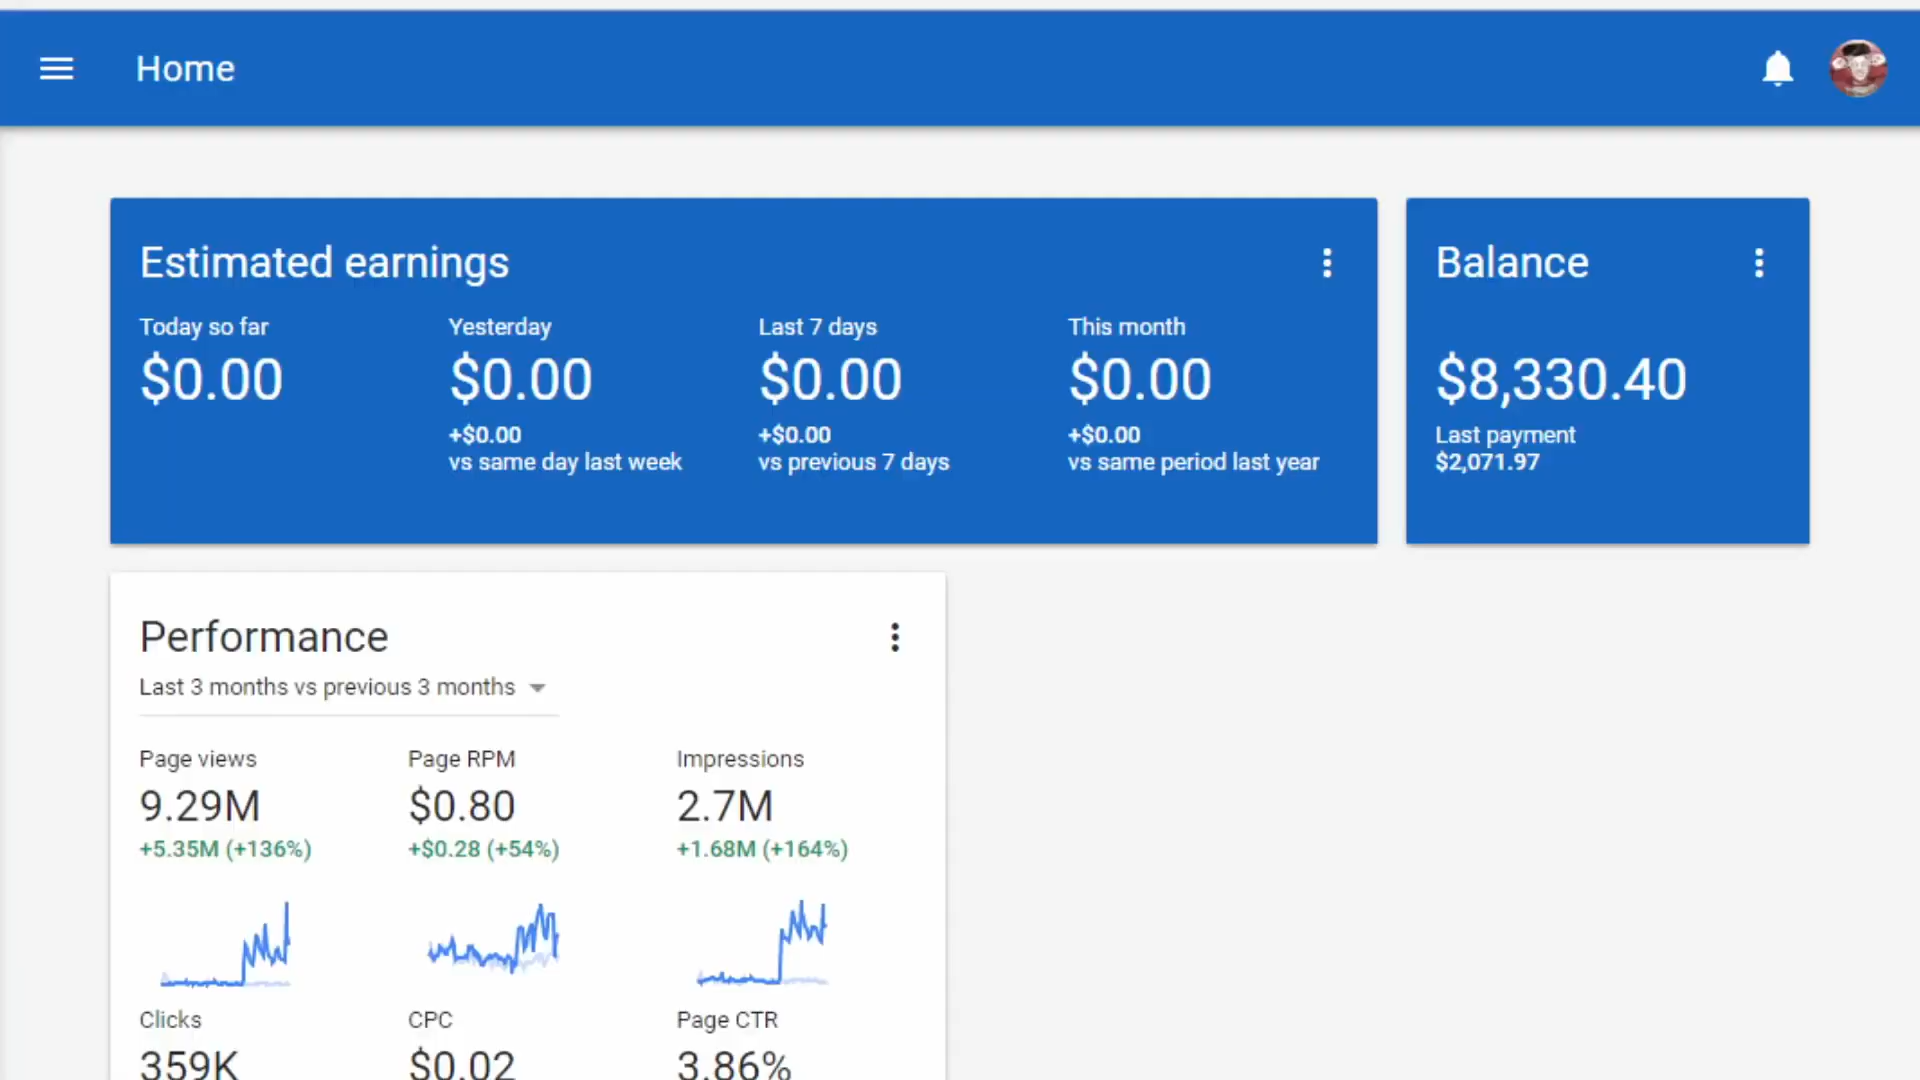 Home
Estimated earnings
Today so far
$0.00
Yesterday
$0.00
+$0.00
vs same day last week
Last 7 days
$0.00
+$0.00
vs previous 7 days
This month
$0.00
+$0.00
vs same period last year
Balance
$8,330.40
Last payment
$2,071.97
Performance
Last 3 months vs previous 3 months
Page views
9.29M
+5.35M (+136%)
Page RPM
$0.80
+$0.28 (+54%)
Impressions
2.7M
+1.68M (+164%)
Clicks
359K
CPC
$0.02
Page CTR
3.86%